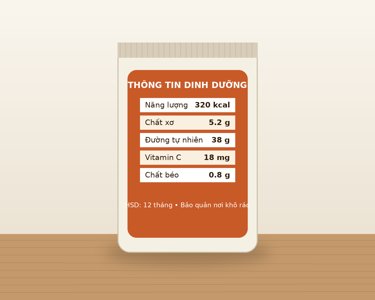 THÔNG TIN DINH DƯỠNG
Năng lượng 320 kcal
Chất xơ 5.2 g
Đường tự nhiên 38 g
Vitamin C 18 mg
Chất béo 0.8 g
HSD: 12 tháng • Bảo quản nơi khô ráo